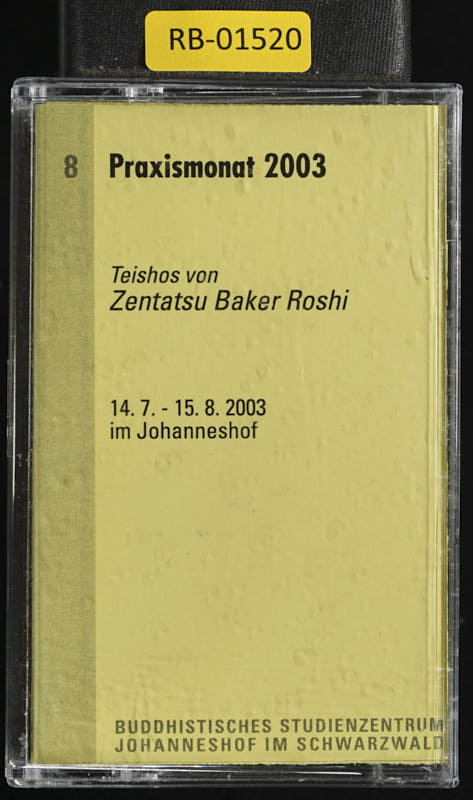 RB-01520
8 Praxismonat 2003
Teishos von
Zentatsu Baker Roshi
14. 7. - 15. 8. 2003
im Johanneshof
BUDDHISTISCHES STUDIENZENTRUM
JOHANNESHOF IM SCHWARZWALD